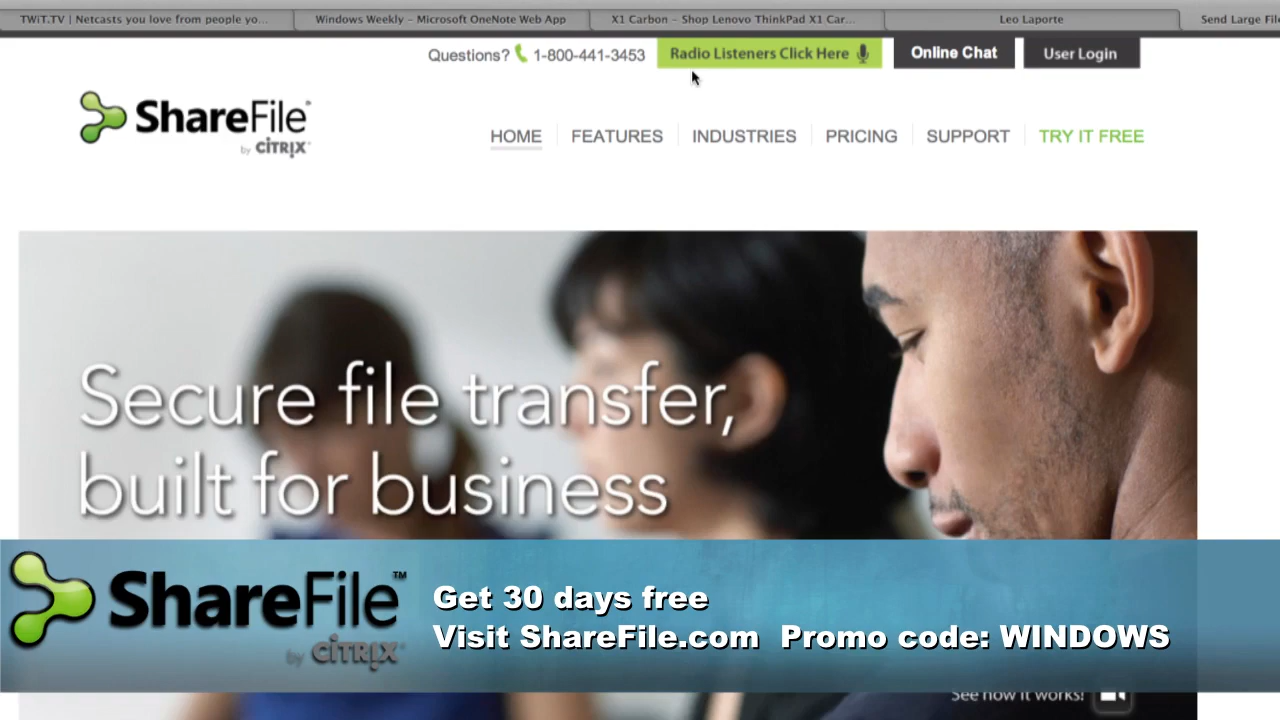 TWiT.TV | Netcasts you love from people yo...
Windows Weekly – Microsoft OneNote Web App
X1 Carbon – Shop Lenovo ThinkPad X1 Car...
Leo Laporte
Send Large File
Questions? 1-800-441-3453
Radio Listeners Click Here
Online Chat
User Login
ShareFile
by CITRIX
HOME
FEATURES
INDUSTRIES
PRICING
SUPPORT
TRY IT FREE
Secure file transfer,
built for business
ShareFile™
by CITRIX
Get 30 days free
Visit ShareFile.com Promo code: WINDOWS
See how it works!